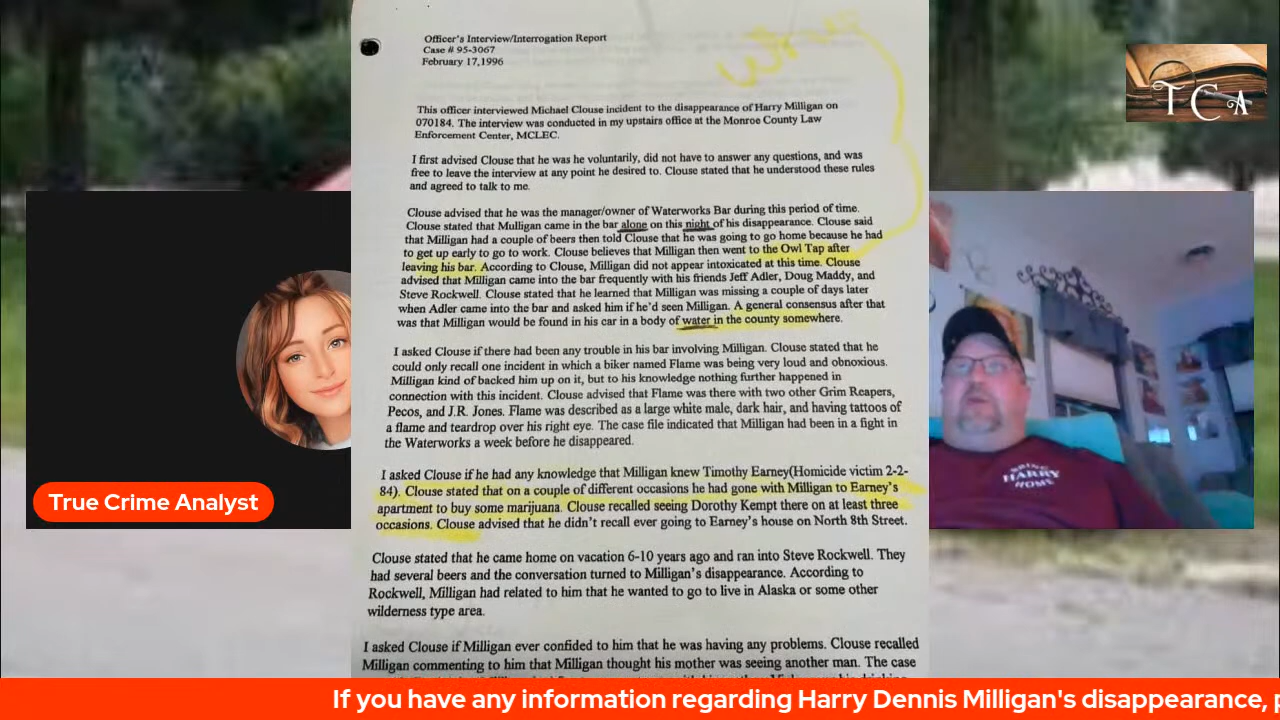 Officer's Interview/Interrogation Report
Case # 95-3067
February 17,1996
This officer interviewed Michael Clouse incident to the disappearance of Harry Milligan on
070184. The interview was conducted in my upstairs office at the Monroe County Law
Enforcement Center, MCLEC.
I first advised Clouse that he was he voluntarily, did not have to answer any questions, and was
free to leave the interview at any point he desired to. Clouse stated that he understood these rules
and agreed to talk to me.
Clouse advised that he was the manager/owner of Waterworks Bar during this period of time.
Clouse stated that Mulligan came in the bar alone on this night of his disappearance. Clouse said
that Milligan had a couple of beers then told Clouse that he was going to go home because he had
to get up early to go to work. Clouse believes that Milligan then went to the Owl Tap after
leaving his bar. According to Clouse, Milligan did not appear intoxicated at this time. Clouse
advised that Milligan came into the bar frequently with his friends Jeff Adler, Doug Maddy, and
Steve Rockwell. Clouse stated that he learned that Milligan was missing a couple of days later
when Adler came into the bar and asked him if he'd seen Milligan. A general consensus after that
was that Milligan would be found in his car in a body of water in the county somewhere.
I asked Clouse if there had been any trouble in his bar involving Milligan. Clouse stated that he
could only recall one incident in which a biker named Flame was being very loud and obnoxious.
Milligan kind of backed him up on it, but to his knowledge nothing further happened in
connection with this incident. Clouse advised that Flame was there with two other Grim Reapers,
Pecos, and J.R. Jones. Flame was described as a large white male, dark hair, and having tattoos of
a flame and teardrop over his right eye. The case file indicated that Milligan had been in a fight in
the Waterworks a week before he disappeared.
I asked Clouse if he had any knowledge that Milligan knew Timothy Earney(Homicide victim 2-2-
84). Clouse stated that on a couple of different occasions he had gone with Milligan to Earney's
apartment to buy some marijuana. Clouse recalled seeing Dorothy Kempt there on at least three
occasions. Clouse advised that he didn't recall ever going to Earney's house on North 8th Street.
Clouse stated that he came home on vacation 6-10 years ago and ran into Steve Rockwell. They
had several beers and the conversation turned to Milligan's disappearance. According to
Rockwell, Milligan had related to him that he wanted to go to live in Alaska or some other
wilderness type area.
I asked Clouse if Milligan ever confided to him that he was having any problems. Clouse recalled
Milligan commenting to him that Milligan thought his mother was seeing another man. The case
TCA
True Crime Analyst
BRING
HARRY
HOME
If you have any information regarding Harry Dennis Milligan's disappearance, p